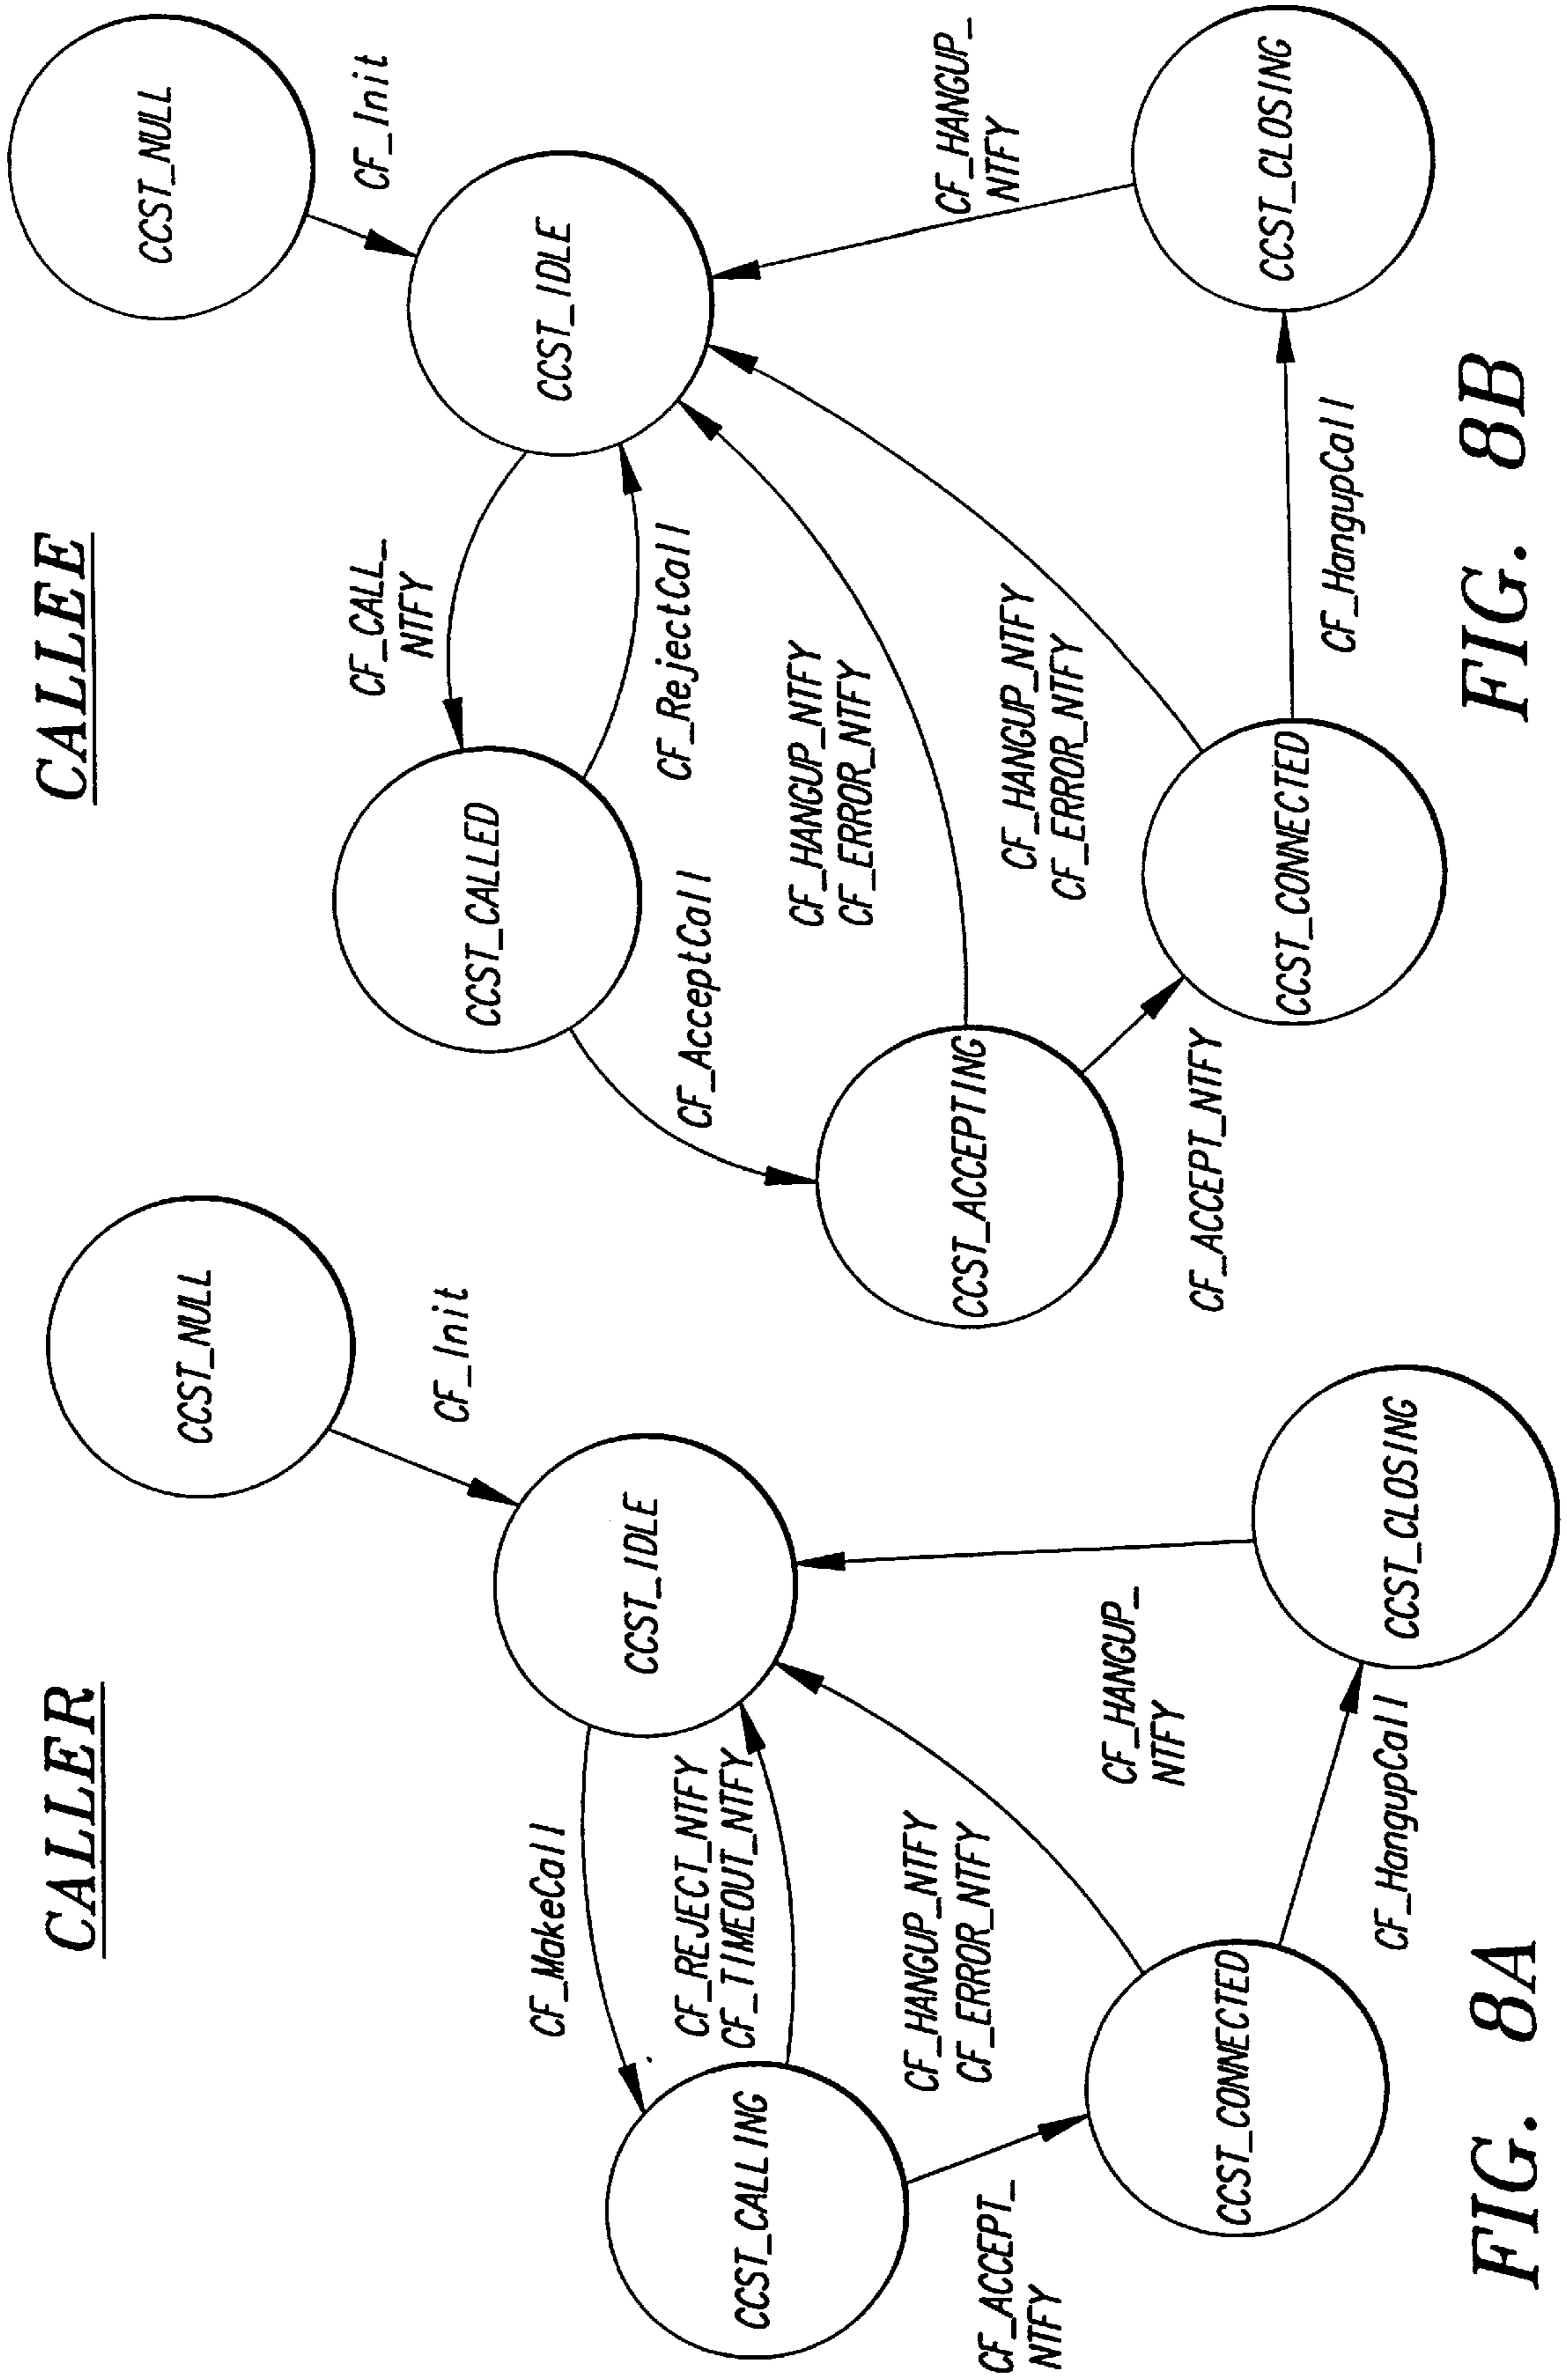 CALLER
CCST_NULL
CF_Init
CCST_IDLE
CF_MakeCall
CF_REJECT_NTFY
CF_TIMEOUT_NTFY
CCST_CALLING
CF_ACCEPT_
NTFY
CF_HANGUP_NTFY
CF_ERROR_NTFY
CCST_CONNECTED
CF_HANGUP_
NTFY
CF_HangupCall
CCST_CLOSING
FIG. 8A
CALLEE
CCST_NULL
CF_Init
CCST_IDLE
CF_CALL_
NTFY
CF_RejectCall
CCST_CALLED
CF_AcceptCall
CF_HANGUP_NTFY
CF_ERROR_NTFY
CCST_ACCEPTING
CF_ACCEPT_NTFY
CF_HANGUP_NTFY
CF_ERROR_NTFY
CCST_CONNECTED
CF_HANGUP_
NTFY
CF_HangupCall
CCST_CLOSING
FIG. 8B